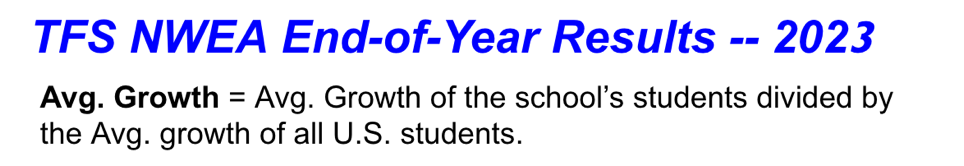 TFS NWEA End-of-Year Results -- 2023
Avg. Growth = Avg. Growth of the school’s students divided by
the Avg. growth of all U.S. students.